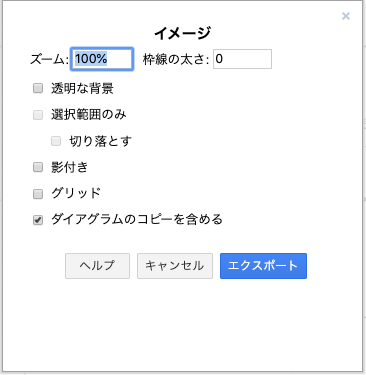 イメージ
ズーム: 100% 枠線の太さ: 0
透明な背景
選択範囲のみ
切り落とす
影付き
グリッド
ダイアグラムのコピーを含める
ヘルプ キャンセル エクスポート